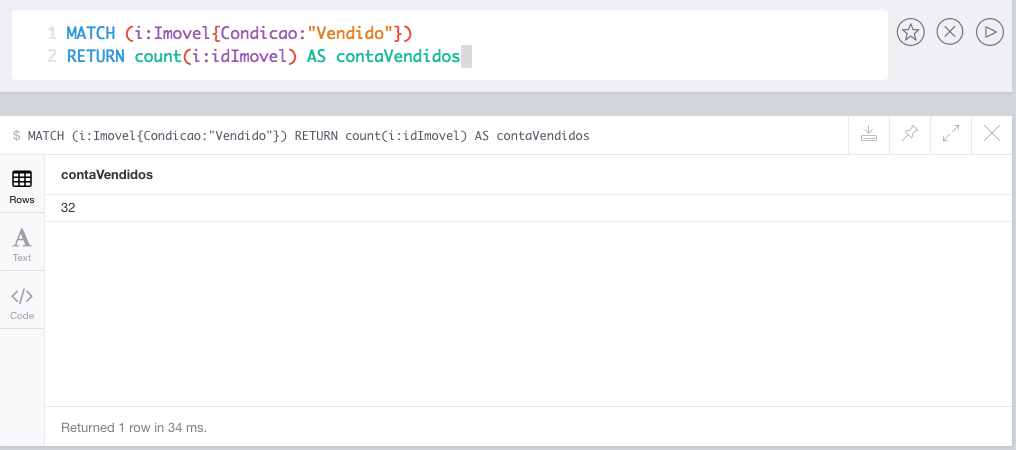 1 MATCH (i:Imovel{Condicao:"Vendido"})
2 RETURN count(i:idImovel) AS contaVendidos
$ MATCH (i:Imovel{Condicao:"Vendido"}) RETURN count(i:idImovel) AS contaVendidos
contaVendidos
Rows
32
A
Text
</>
Code
Returned 1 row in 34 ms.